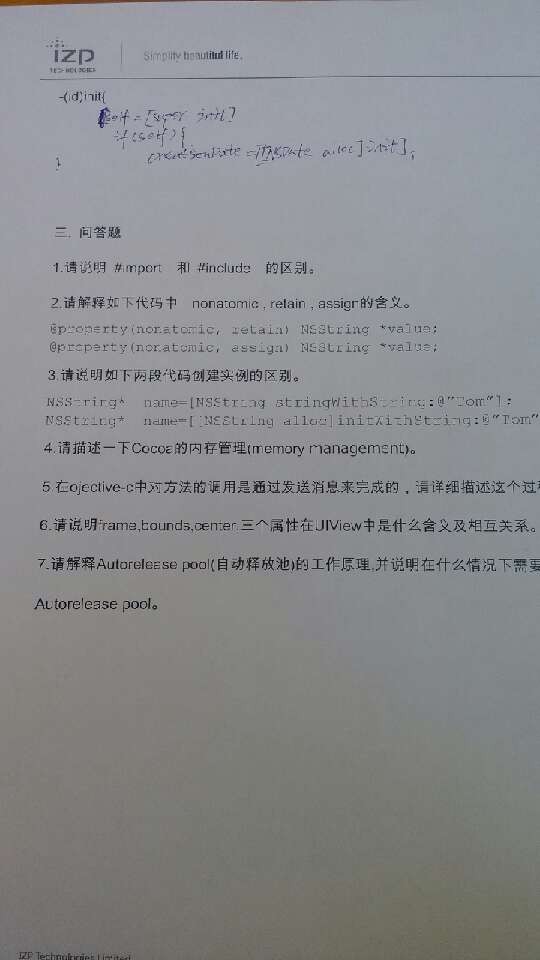 iZP
TECHNOLOGIES
Simplify beautiful life.
-(id)init{
self = [super init]
if (self) {
creationDate = [[NSDate alloc] init];
}
三. 问答题
1.请说明 #import 和 #include 的区别。
2.请解释如下代码中 nonatomic , retain , assign的含义。
@property(nonatomic, retain) NSString *value;
@property(nonatomic, assign) NSString *value;
3.请说明如下两段代码创建实例的区别。
NSString* name=[NSString stringWithString:@"Tom"];
NSString* name=[[NSString alloc]initWithString:@"Tom"
4.请描述一下Cocoa的内存管理(memory management)。
5.在ojective-c中对方法的调用是通过发送消息来完成的，请详细描述这个过
6.请说明frame,bounds,center.三个属性在UIView中是什么含义及相互关系。
7.请解释Autorelease pool(自动释放池)的工作原理,并说明在什么情况下需要
Autorelease pool。
IZP Technologies Limited